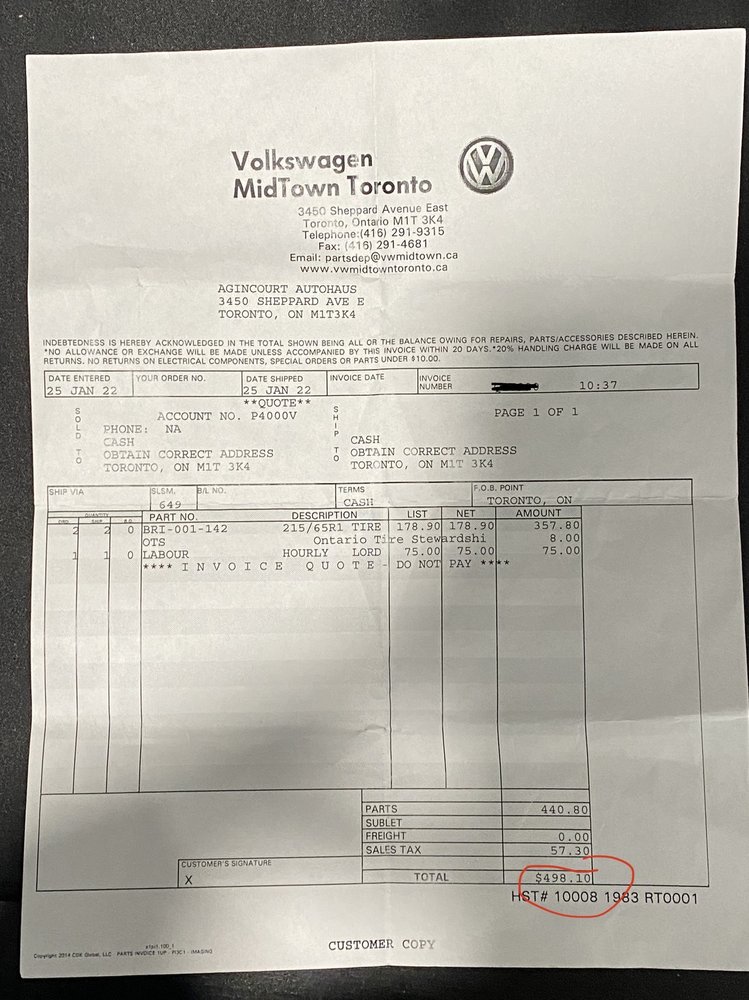 Volkswagen
MidTown Toronto
3450 Sheppard Avenue East
Toronto, Ontario M1T 3K4
Telephone:(416) 291-9315
Fax: (416) 291-4681
Email: partsdep@vwmidtown.ca
www.vwmidtowntoronto.ca
AGINCOURT AUTOHAUS
3450 SHEPPARD AVE E
TORONTO, ON M1T3K4
INDEBTEDNESS IS HEREBY ACKNOWLEDGED IN THE TOTAL SHOWN BEING ALL OR THE BALANCE OWING FOR REPAIRS, PARTS/ACCESSORIES DESCRIBED HEREIN.
*NO ALLOWANCE OR EXCHANGE WILL BE MADE UNLESS ACCOMPANIED BY THIS INVOICE WITHIN 20 DAYS.*20% HANDLING CHARGE WILL BE MADE ON ALL
RETURNS. NO RETURNS ON ELECTRICAL COMPONENTS, SPECIAL ORDERS OR PARTS UNDER $10.00.
DATE ENTERED YOUR ORDER NO. DATE SHIPPED INVOICE DATE INVOICE NUMBER
25 JAN 22 25 JAN 22 10:37
**QUOTE**
SOLD TO ACCOUNT NO. P4000V SHIP TO PAGE 1 OF 1
PHONE: NA
CASH CASH
OBTAIN CORRECT ADDRESS OBTAIN CORRECT ADDRESS
TORONTO, ON M1T 3K4 TORONTO, ON M1T 3K4
SHIP VIA SLSM. B/L NO. TERMS F.O.B. POINT
649 CASH TORONTO, ON
QUANTITY PART NO. DESCRIPTION LIST NET AMOUNT
ORD SHIP B.O.
2 2 0 BRI-001-142 215/65R1 TIRE 178.90 178.90 357.80
OTS Ontario Tire Stewardshi 8.00
1 1 0 LABOUR HOURLY LORD 75.00 75.00 75.00
**** I N V O I C E Q U O T E - DO NOT PAY ****
PARTS 440.80
SUBLET
FREIGHT 0.00
SALES TAX 57.30
CUSTOMER'S SIGNATURE
X
TOTAL $498.10
HST# 10008 1983 RT0001
Copyright 2014 CDK Global, LLC PARTS INVOICE 1UP - PI3C1 - IMAGING
CUSTOMER COPY